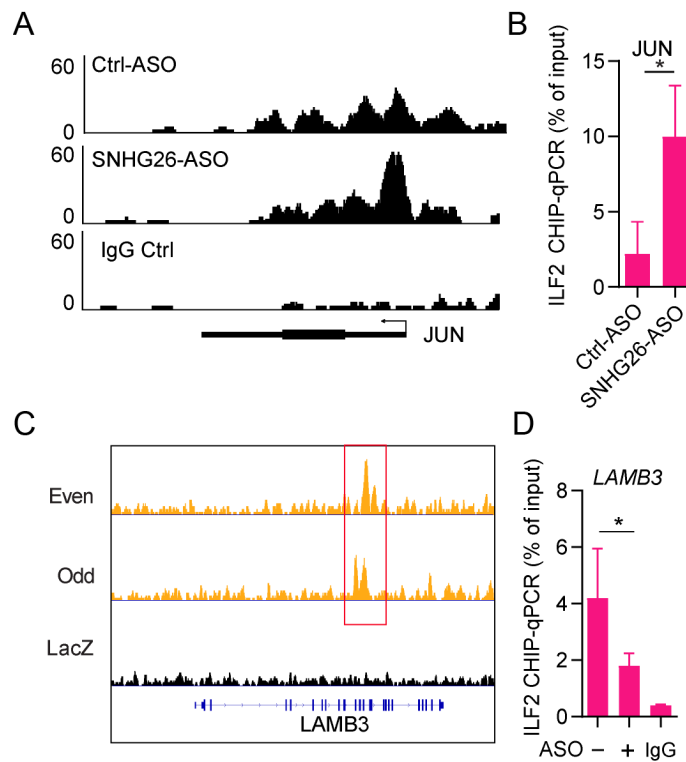 A
60
Ctrl-ASO
0
60
SNHG26-ASO
0
60
IgG Ctrl
0
JUN
B
JUN
*
ILF2 CHIP-qPCR (% of input)
15
10
5
0
Ctrl-ASO
SNHG26-ASO
C
Even
Odd
LacZ
LAMB3
D
LAMB3
*
ILF2 CHIP-qPCR (% of input)
8
6
4
2
0
ASO − + IgG